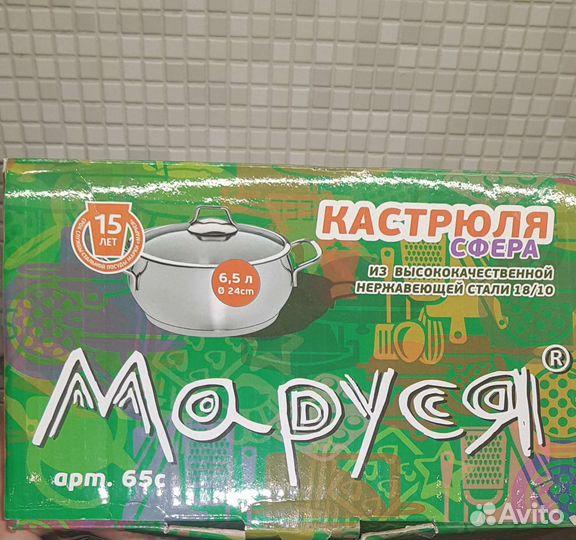 15
ЛЕТ
6,5 л
Ø 24cm
КАСТРЮЛЯ
СФЕРА
ИЗ ВЫСОКОКАЧЕСТВЕННОЙ
НЕРЖАВЕЮЩЕЙ СТАЛИ 18/10
Маруся®
арт. 65с
Avito